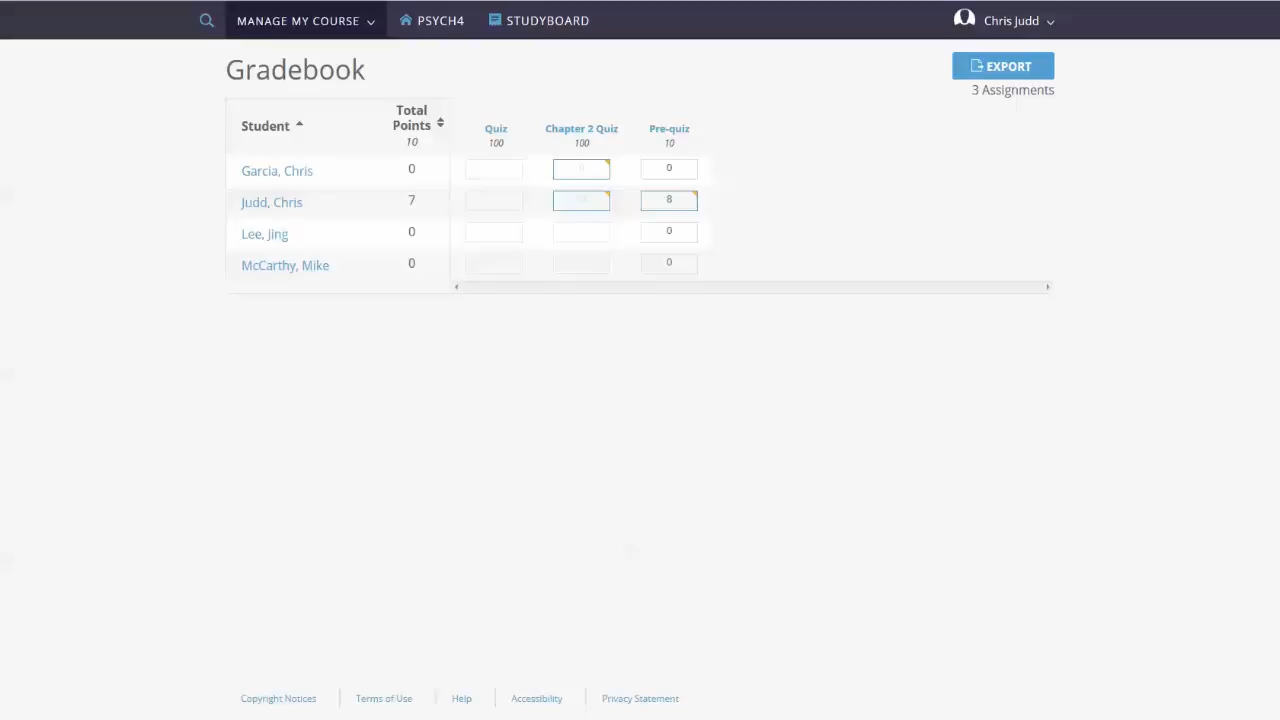 MANAGE MY COURSE PSYCH4 STUDYBOARD Chris Judd
Gradebook
EXPORT
3 Assignments
Student Total Points 10 Quiz 100 Chapter 2 Quiz 100 Pre-quiz 10
Garcia, Chris 0 0 0
Judd, Chris 7 8
Lee, Jing 0 0
McCarthy, Mike 0 0
Copyright Notices Terms of Use Help Accessibility Privacy Statement